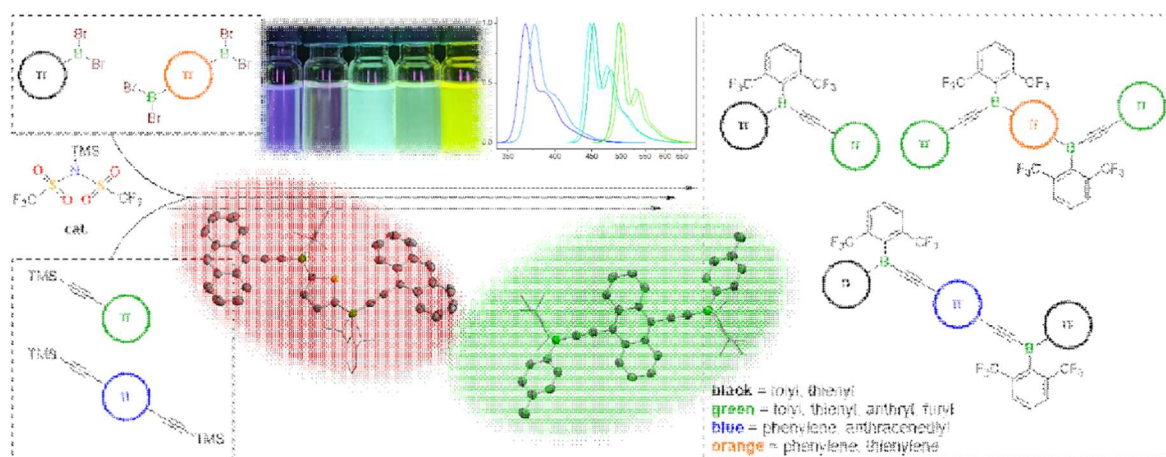 Br
B
Br
π
Br
B
Br
π
Br
B
Br
TMS
N
O
O
S
S
F3C
O
O
CF3
cat.
TMS
π
TMS
π
TMS
1.0
0.5
0.0
350
400
450
500
550
600
650
F3C
CF3
B
π
π
F3C
CF3
B
π
π
B
π
F3C
CF3
F3C
CF3
B
π
π
B
π
F3C
CF3
black = tolyl, thienyl
green = tolyl, thienyl, anthryl, furyl
blue = phenylene, anthracenediyl
orange = phenylene, thienylene